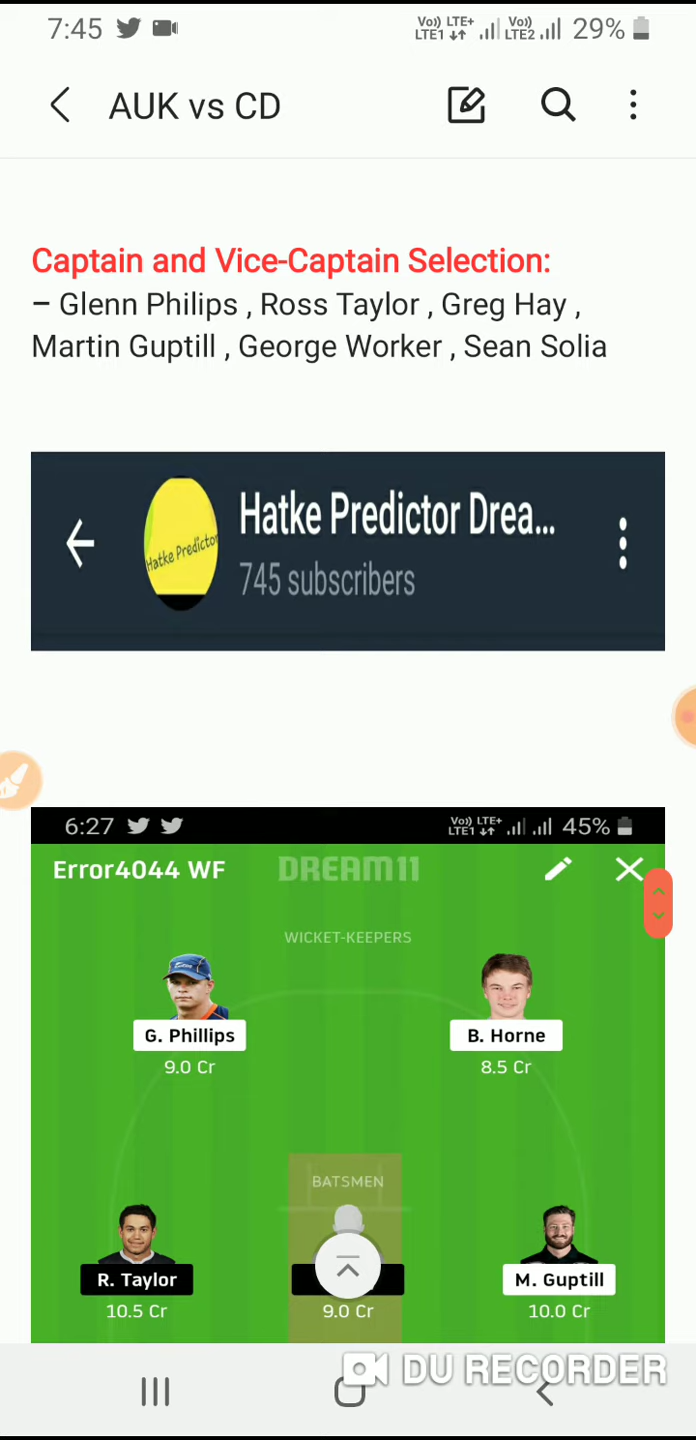 7:45
Vo)) LTE+ LTE1 Vo)) LTE2 29%
AUK vs CD
Captain and Vice-Captain Selection:
– Glenn Philips , Ross Taylor , Greg Hay ,
Martin Guptill , George Worker , Sean Solia
Hatke Predictor Drea...
Hatke Predictor
745 subscribers
6:27
Vo)) LTE+ LTE1 45%
Error4044 WF DREAM11
WICKET-KEEPERS
G. Phillips B. Horne
9.0 Cr 8.5 Cr
BATSMEN
R. Taylor M. Guptill
10.5 Cr 9.0 Cr 10.0 Cr
DU RECORDER